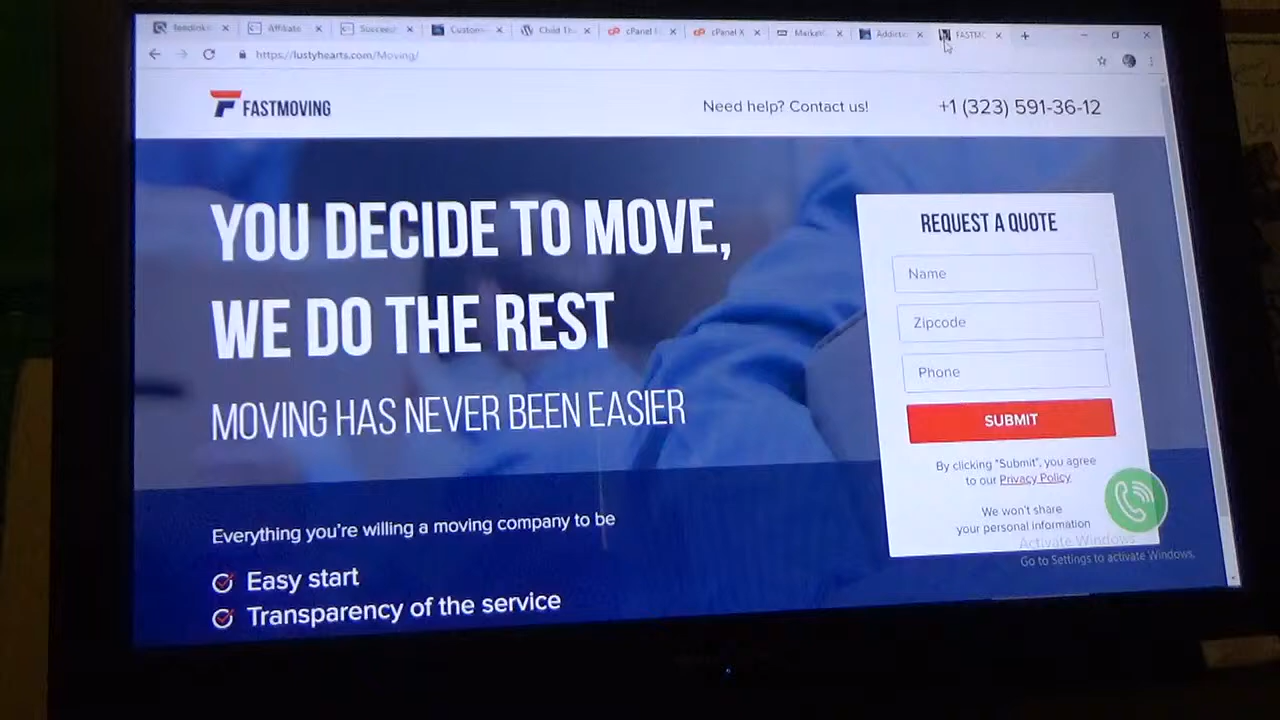 Affiliate
https://lustyhearts.com/Moving/
FASTMOVING
Need help? Contact us!
+1 (323) 591-36-12
YOU DECIDE TO MOVE,
WE DO THE REST
MOVING HAS NEVER BEEN EASIER
Everything you're willing a moving company to be
Easy start
Transparency of the service
REQUEST A QUOTE
Name
Zipcode
Phone
SUBMIT
By clicking "Submit", you agree
to our Privacy Policy
We won't share
your personal information
Activate Windows
Go to Settings to activate Windows.